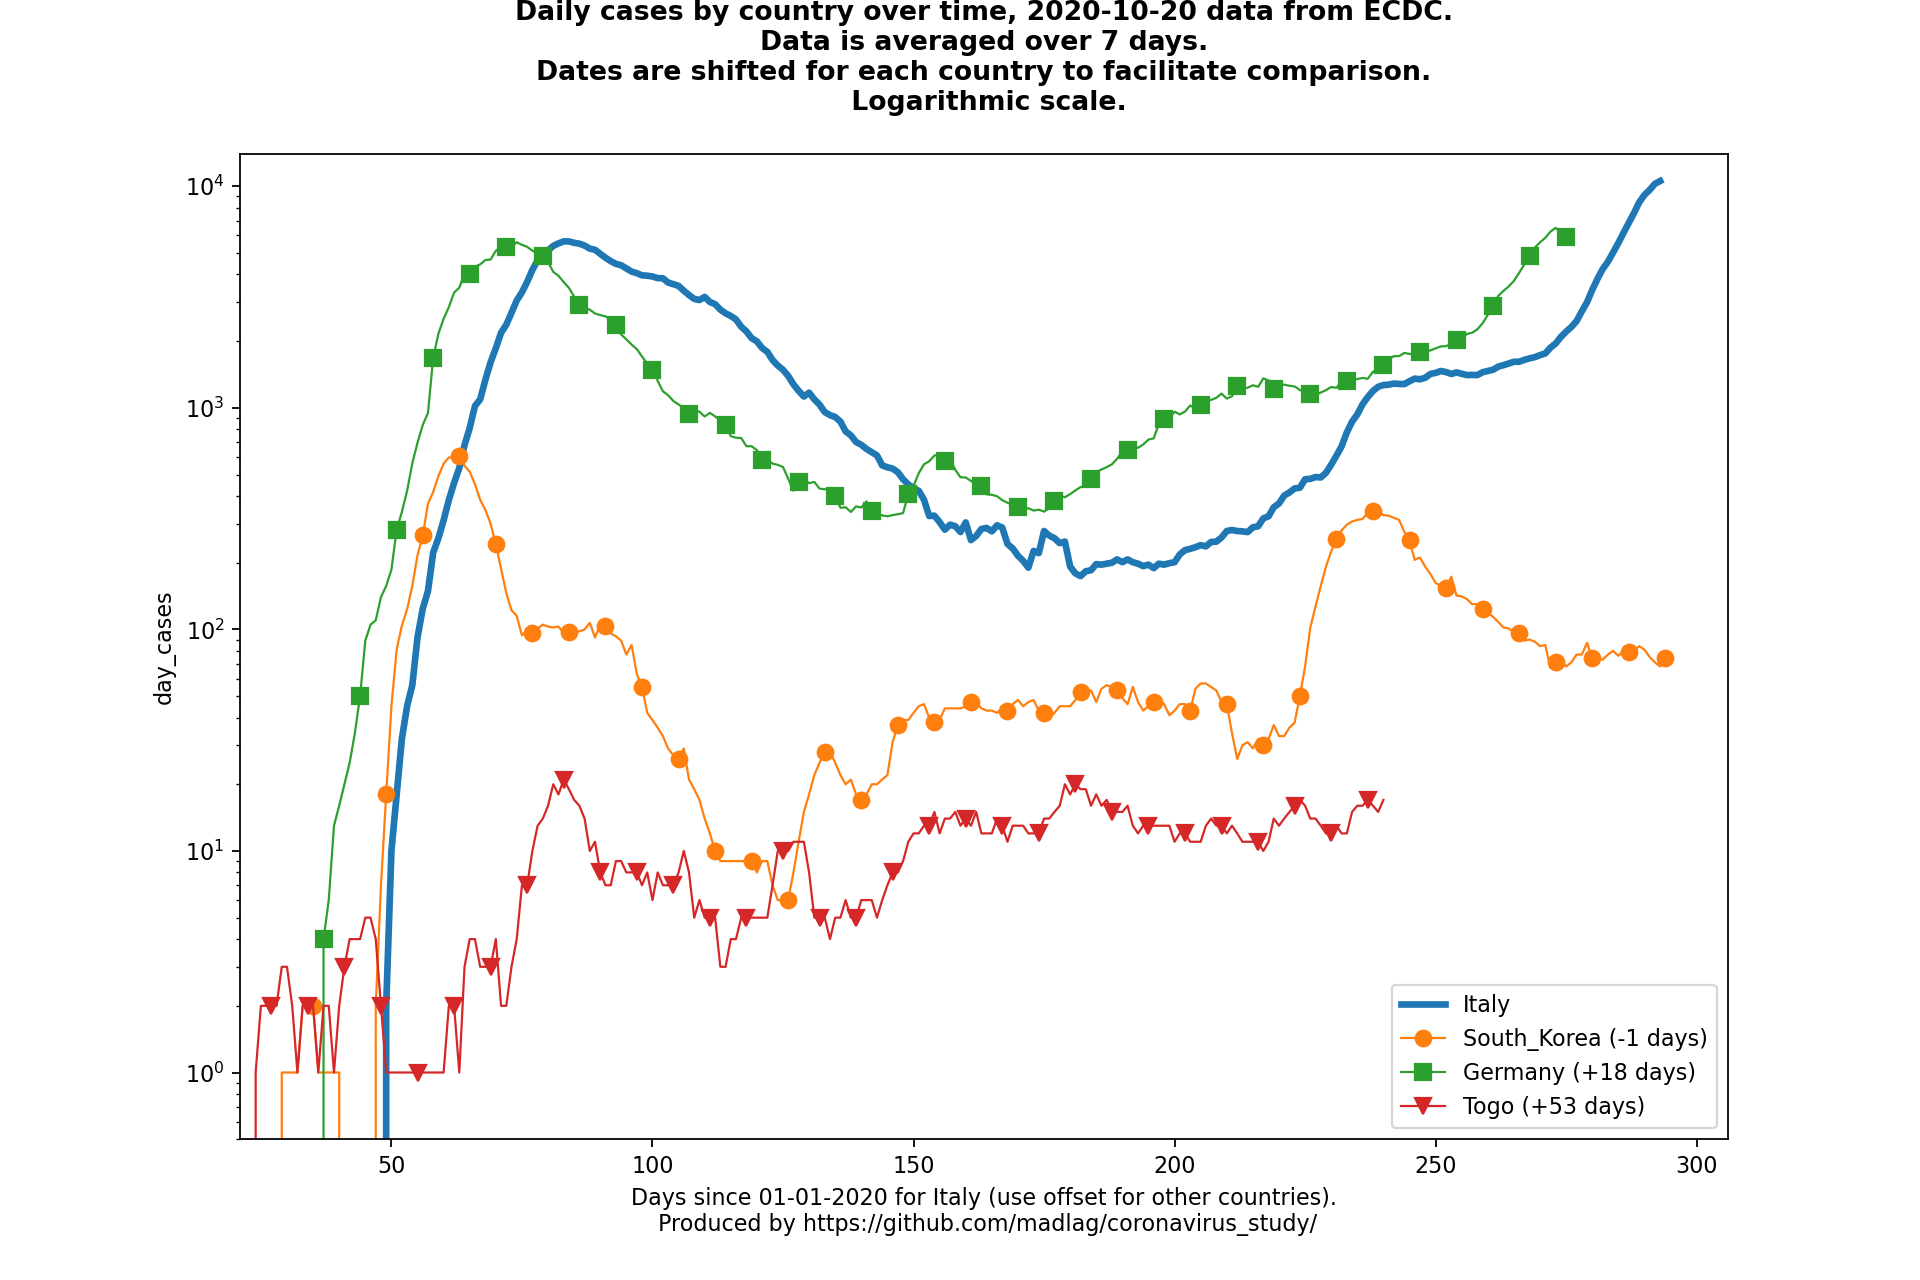 Daily cases by country over time, 2020-10-20 data from ECDC.
Data is averaged over 7 days.
Dates are shifted for each country to facilitate comparison.
Logarithmic scale.
10^4
10^3
10^2
10^1
10^0
day_cases
50 100 150 200 250 300
Italy
South_Korea (-1 days)
Germany (+18 days)
Togo (+53 days)
Days since 01-01-2020 for Italy (use offset for other countries).
Produced by https://github.com/madlag/coronavirus_study/